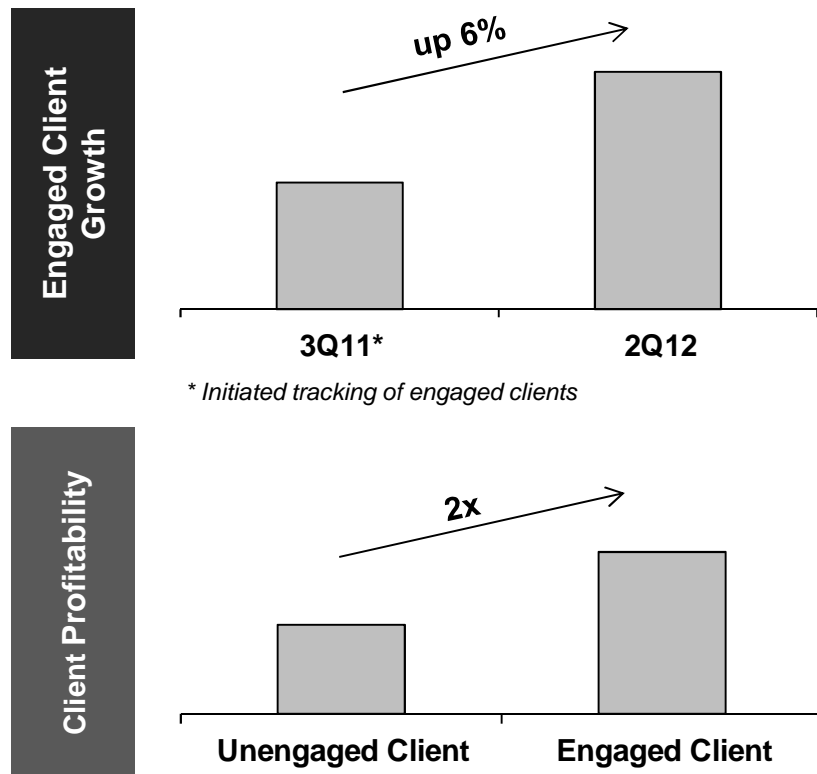 Engaged Client
Growth
up 6%
3Q11*
2Q12
* Initiated tracking of engaged clients
Client Profitability
2x
Unengaged Client
Engaged Client